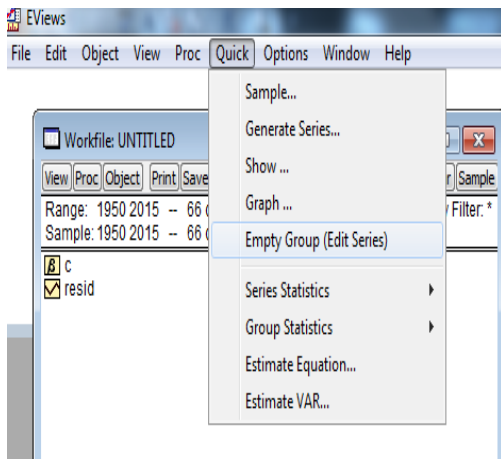 EViews
File Edit Object View Proc Quick Options Window Help
Sample...
Generate Series...
Show ...
Graph ...
Empty Group (Edit Series)
Series Statistics
Group Statistics
Estimate Equation...
Estimate VAR...
Workfile: UNTITLED
View Proc Object Print Save Sample
Range: 1950 2015 -- 66 Filter: *
Sample: 1950 2015 -- 66
β c
resid